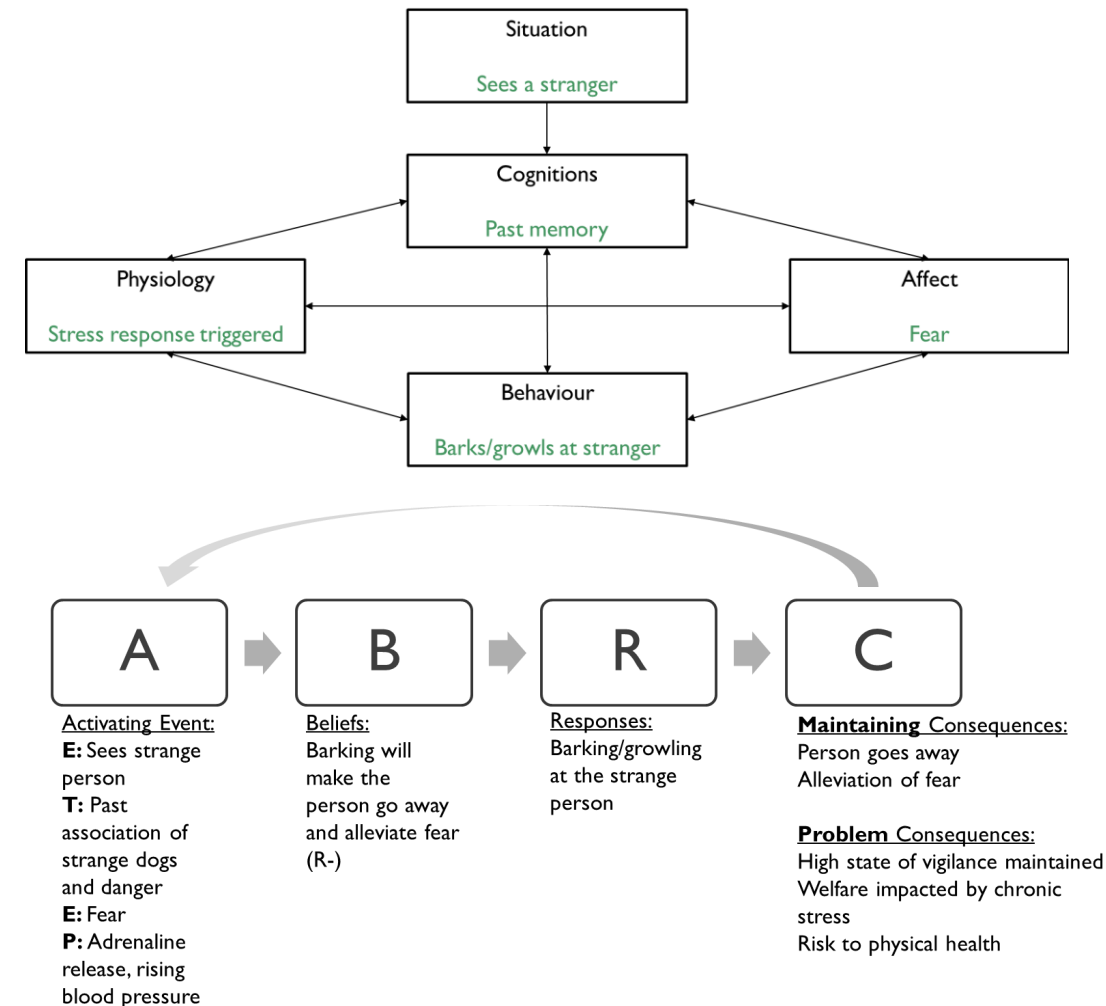 Situation
Sees a stranger
Cognitions
Past memory
Physiology
Stress response triggered
Affect
Fear
Behaviour
Barks/growls at stranger
A
B
R
C
Activating Event:
E: Sees strange
person
T: Past
association of
strange dogs
and danger
E: Fear
P: Adrenaline
release, rising
blood pressure
Beliefs:
Barking will
make the
person go away
and alleviate fear
(R-)
Responses:
Barking/growling
at the strange
person
Maintaining Consequences:
Person goes away
Alleviation of fear
Problem Consequences:
High state of vigilance maintained
Welfare impacted by chronic
stress
Risk to physical health